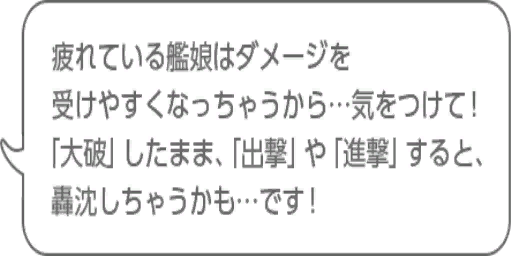 疲れている艦娘はダメージを
受けやすくなっちゃうから…気をつけて！
「大破」したまま、「出撃」や「進撃」すると、
轟沈しちゃうかも…です！